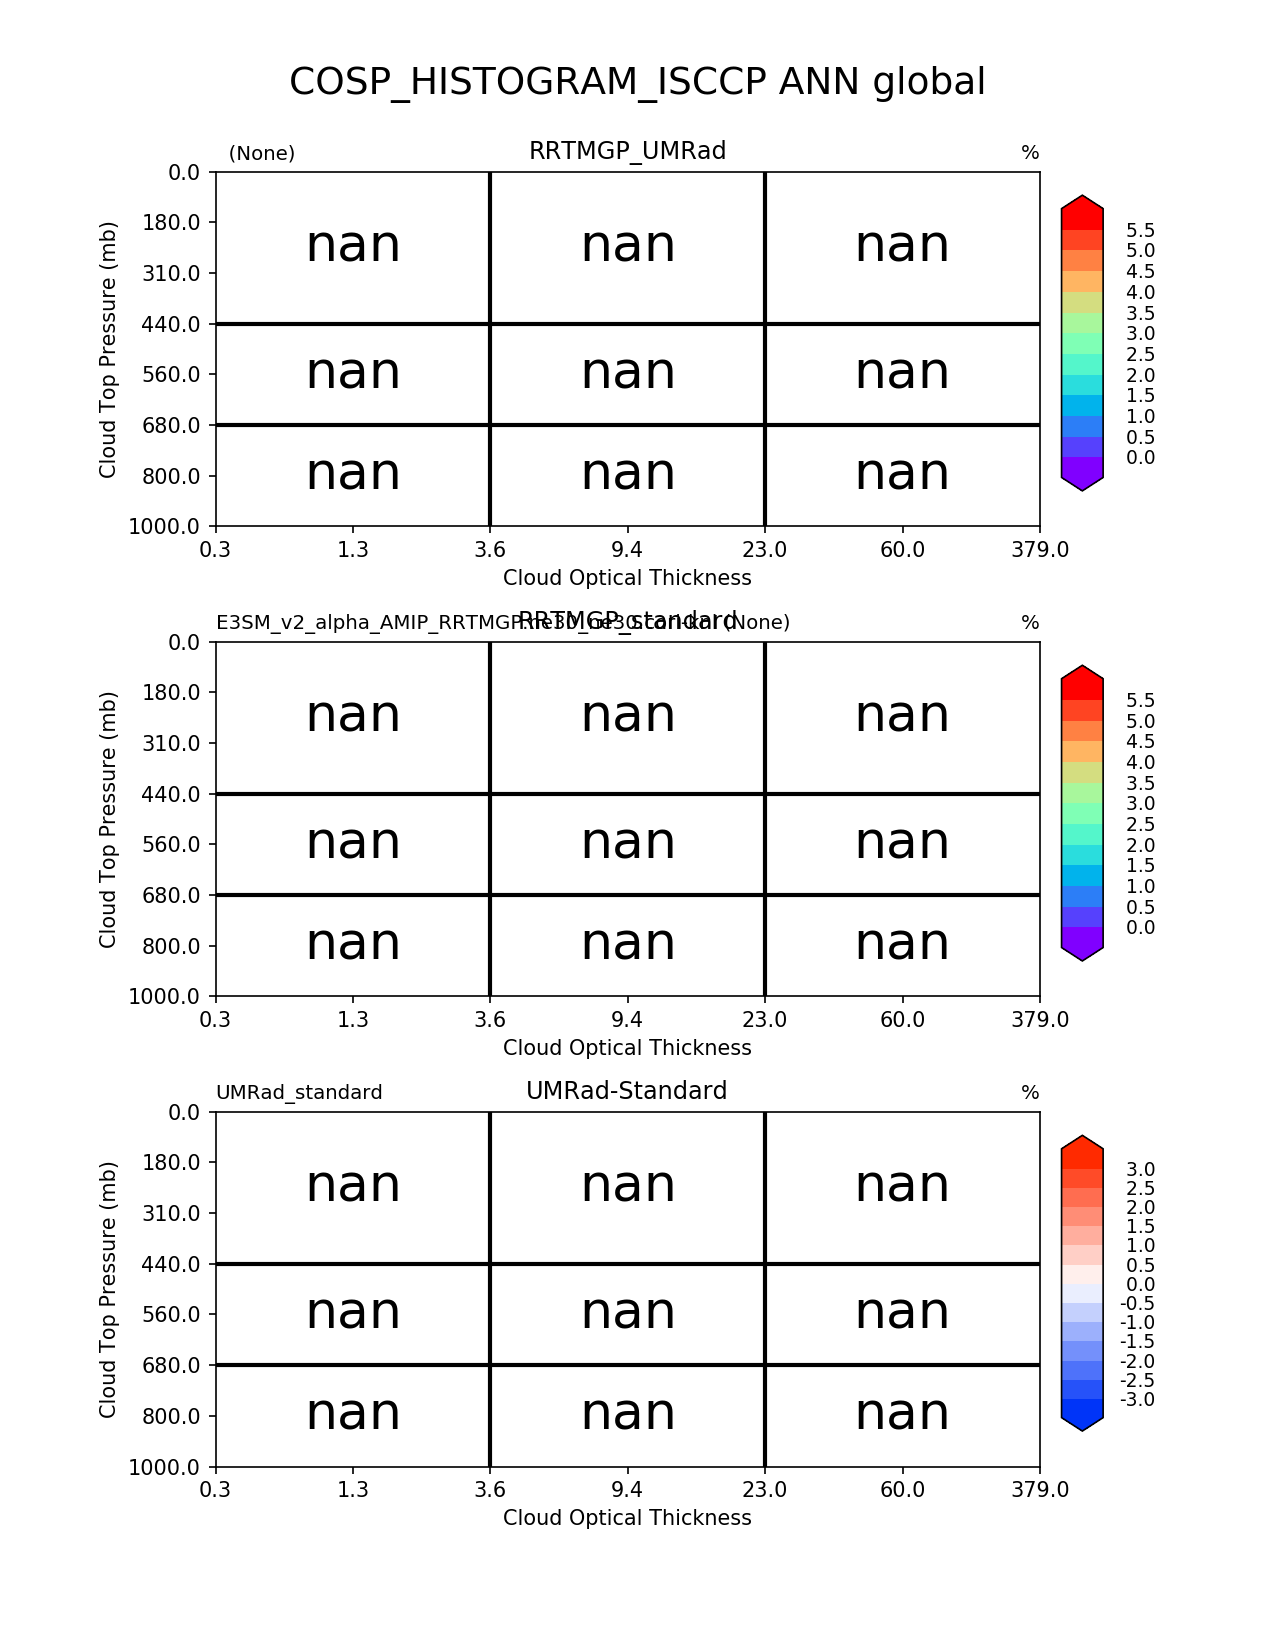 COSP_HISTOGRAM_ISCCP ANN global
(None) RRTMGP_UMRad %
0.0
180.0
310.0
440.0
560.0
680.0
800.0
1000.0
Cloud Top Pressure (mb)
nan nan nan
nan nan nan
nan nan nan
0.3 1.3 3.6 9.4 23.0 60.0 379.0
Cloud Optical Thickness
5.5
5.0
4.5
4.0
3.5
3.0
2.5
2.0
1.5
1.0
0.5
0.0
E3SM_v2_alpha_AMIP_RRTMGP (None) RRTMGP_standard %
0.0
180.0
310.0
440.0
560.0
680.0
800.0
1000.0
Cloud Top Pressure (mb)
nan nan nan
nan nan nan
nan nan nan
0.3 1.3 3.6 9.4 23.0 60.0 379.0
Cloud Optical Thickness
5.5
5.0
4.5
4.0
3.5
3.0
2.5
2.0
1.5
1.0
0.5
0.0
UMRad_standard UMRad-Standard %
0.0
180.0
310.0
440.0
560.0
680.0
800.0
1000.0
Cloud Top Pressure (mb)
nan nan nan
nan nan nan
nan nan nan
0.3 1.3 3.6 9.4 23.0 60.0 379.0
Cloud Optical Thickness
3.0
2.5
2.0
1.5
1.0
0.5
0.0
-0.5
-1.0
-1.5
-2.0
-2.5
-3.0